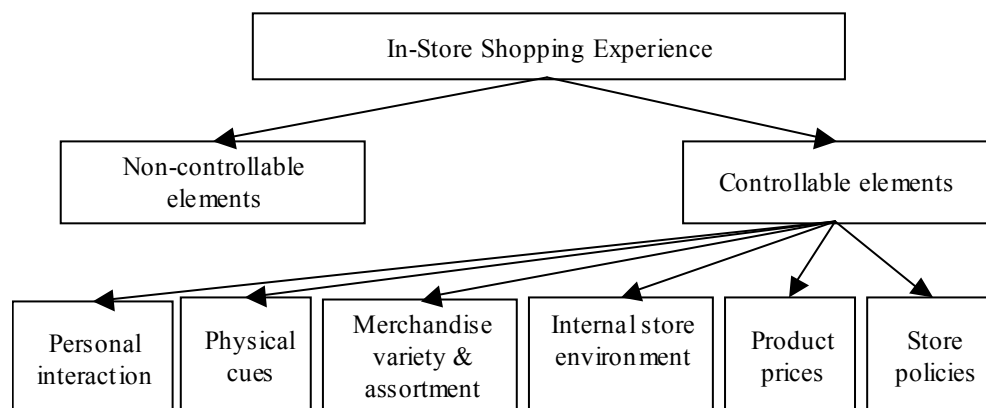 In-Store Shopping Experience
Non-controllable
elements
Controllable elements
Personal
interaction
Physical
cues
Merchandise
variety &
assortment
Internal store
environment
Product
prices
Store
policies